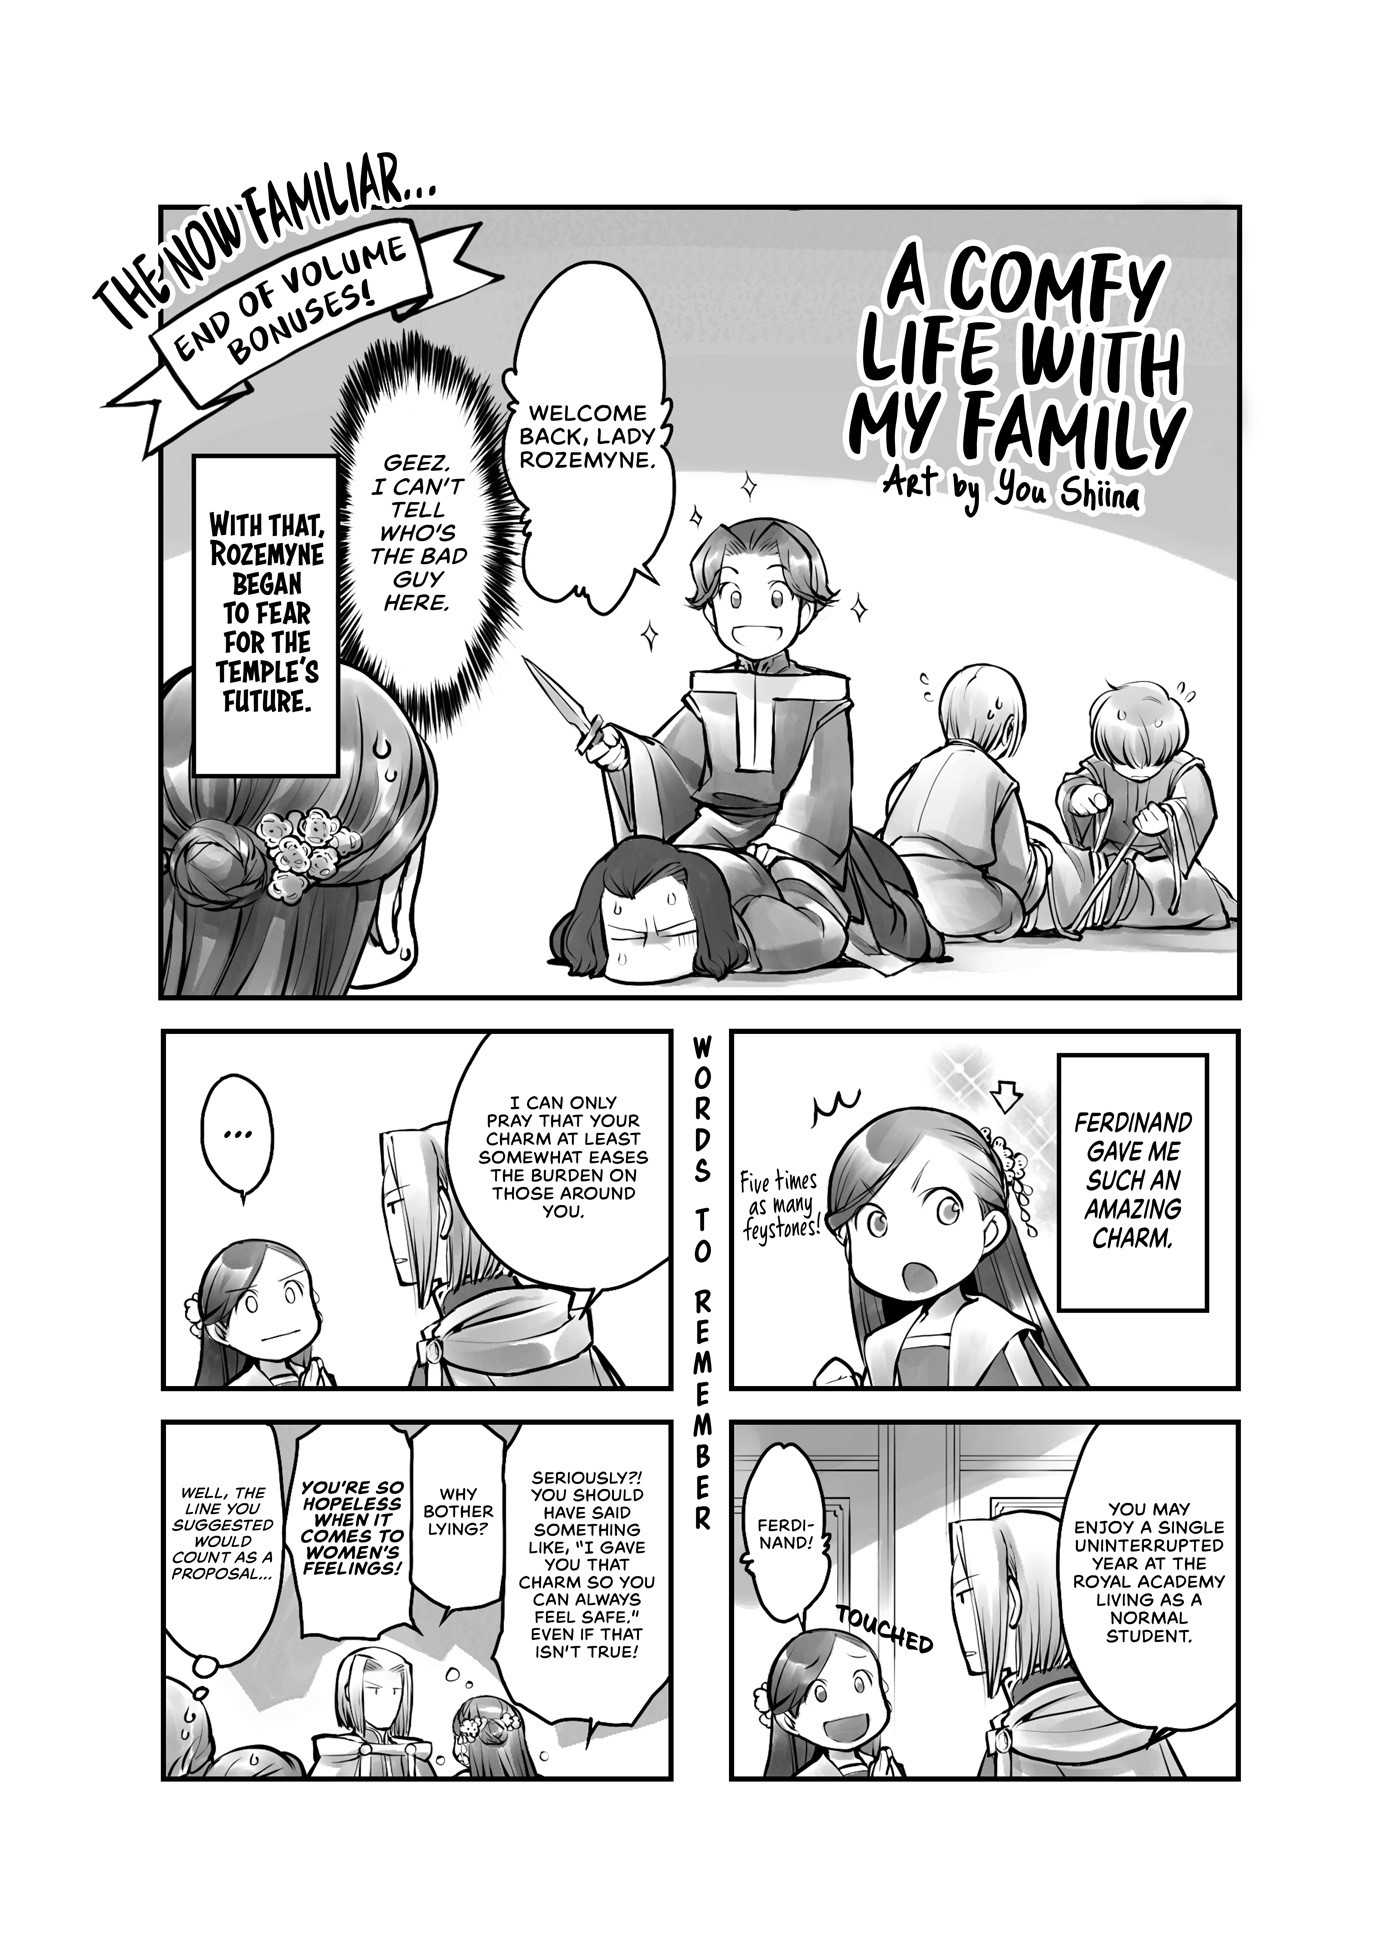 THE NOW FAMILIAR...
END OF VOLUME
BONUSES!
A COMFY
LIFE WITH
MY FAMILY
Art by You Shiina
WELCOME
BACK, LADY
ROZEMYNE.
GEEZ.
I CAN'T
TELL
WHO'S
THE BAD
GUY
HERE.
WITH THAT,
ROZEMYNE
BEGAN
TO FEAR
FOR THE
TEMPLE'S
FUTURE.
WORDS TO REMEMBER
FERDINAND
GAVE ME
SUCH AN
AMAZING
CHARM.
Five times
as many
feystones!
YOU MAY
ENJOY A SINGLE
UNINTERRUPTED
YEAR AT THE
ROYAL ACADEMY
LIVING AS A
NORMAL
STUDENT.
FERDI-
NAND!
TOUCHED
I CAN ONLY
PRAY THAT YOUR
CHARM AT LEAST
SOMEWHAT EASES
THE BURDEN ON
THOSE AROUND
YOU.
...
SERIOUSLY?!
YOU SHOULD
HAVE SAID
SOMETHING
LIKE, "I GAVE
YOU THAT
CHARM SO YOU
CAN ALWAYS
FEEL SAFE."
EVEN IF THAT
ISN'T TRUE!
WHY
BOTHER
LYING?
YOU'RE SO
HOPELESS
WHEN IT
COMES TO
WOMEN'S
FEELINGS!
WELL, THE
LINE YOU
SUGGESTED
WOULD
COUNT AS A
PROPOSAL...